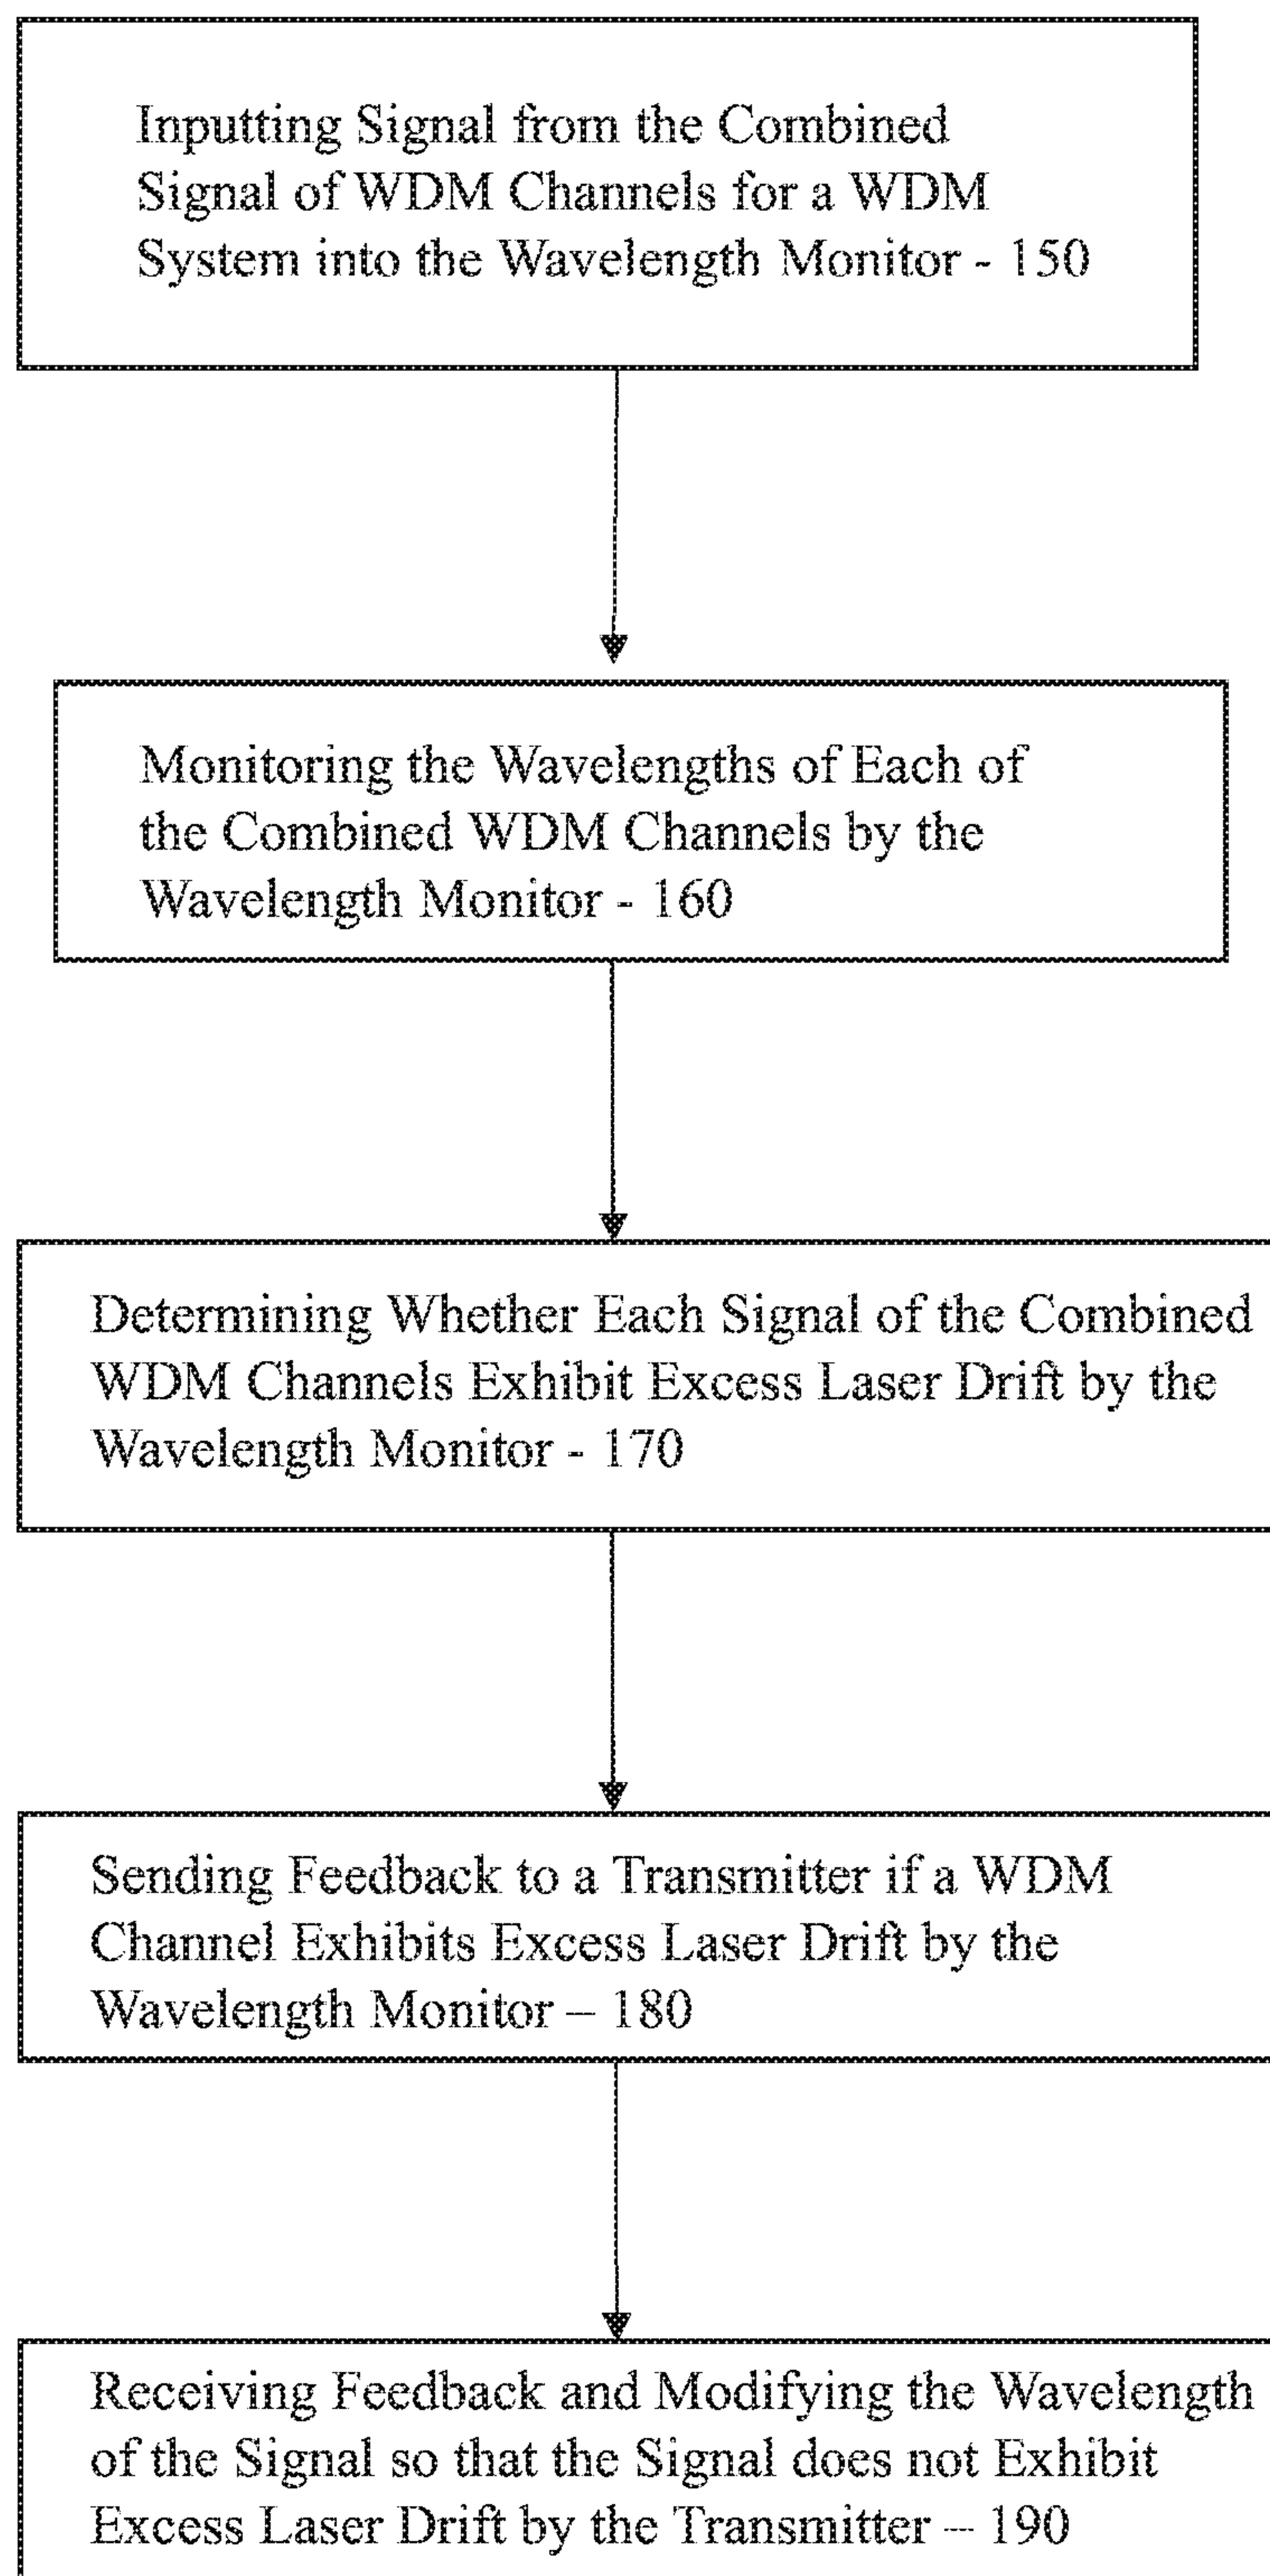 Inputting Signal from the Combined
Signal of WDM Channels for a WDM
System into the Wavelength Monitor - 150
Monitoring the Wavelengths of Each of
the Combined WDM Channels by the
Wavelength Monitor - 160
Determining Whether Each Signal of the Combined
WDM Channels Exhibit Excess Laser Drift by the
Wavelength Monitor - 170
Sending Feedback to a Transmitter if a WDM
Channel Exhibits Excess Laser Drift by the
Wavelength Monitor – 180
Receiving Feedback and Modifying the Wavelength
of the Signal so that the Signal does not Exhibit
Excess Laser Drift by the Transmitter – 190